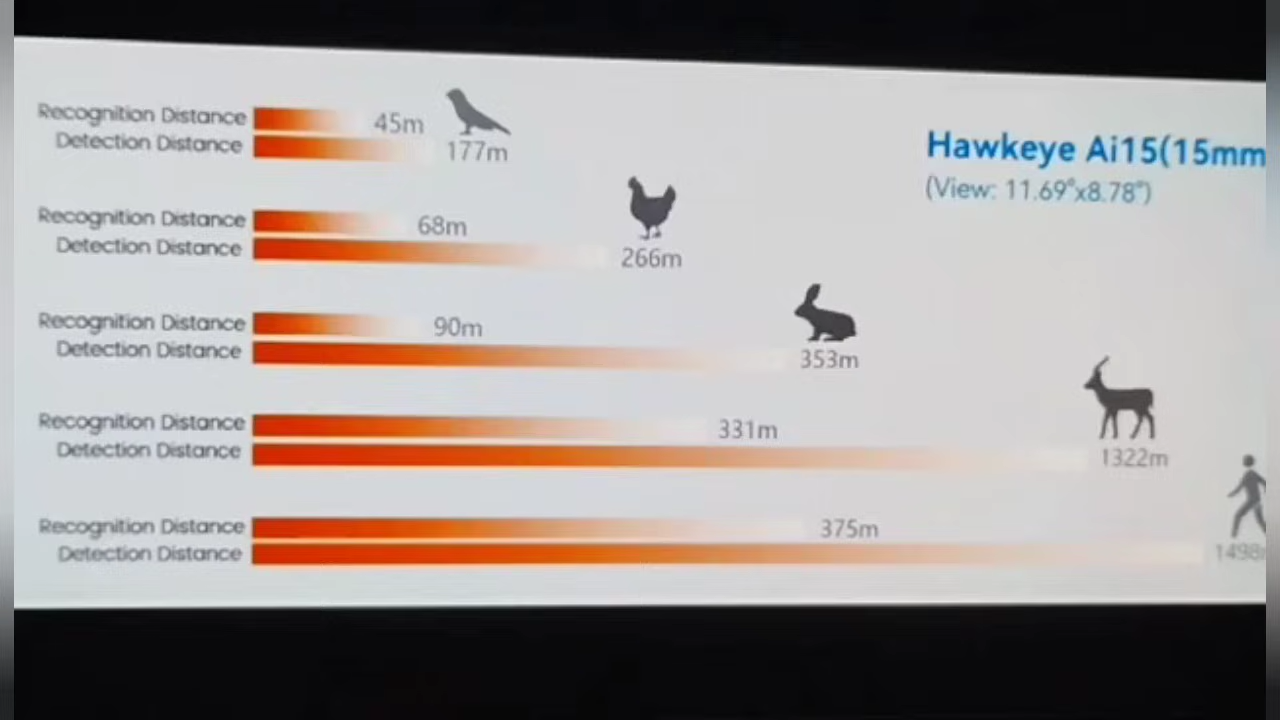 Recognition Distance 45m
Detection Distance 177m
Hawkeye Ai15(15mm
(View: 11.69°x8.78°)
Recognition Distance 68m
Detection Distance 266m
Recognition Distance 90m
Detection Distance 353m
Recognition Distance 331m
Detection Distance 1322m
Recognition Distance 375m
Detection Distance 1498m